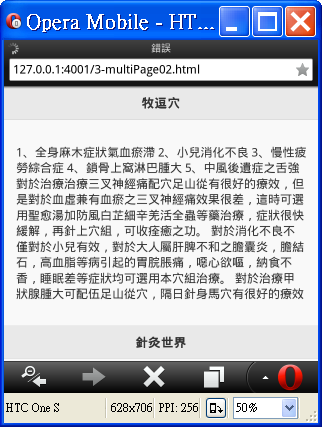 Opera Mobile - HT...
錯誤
127.0.0.1:4001/3-multiPage02.html
牧逗穴
1、全身麻木症狀氣血瘀滯 2、小兒消化不良 3、慢性疲
勞綜合症 4、鎖骨上窩淋巴腫大 5、中風後遺症之舌強
對於治療治療三叉神經痛配穴足山從有很好的療效，但
是對於血虛兼有血瘀之三叉神經痛效果很差，這時可選
用聖愈湯加防風白芷細辛羌活全蟲等藥治療，症狀很快
緩解，再針上穴組，可收痊癒之功。 對於消化不良不
僅對於小兒有效，對于大人屬肝脾不和之膽囊炎，膽結
石，高血脂等病引起的胃脘脹痛，噁心欲嘔，納食不
香，睡眠差等症狀均可選用本穴組治療。 對於治療甲
狀腺腫大可配伍足山從穴，隔日針身馬穴有很好的療效
針灸世界
HTC One S
628x706
PPI: 256
50%